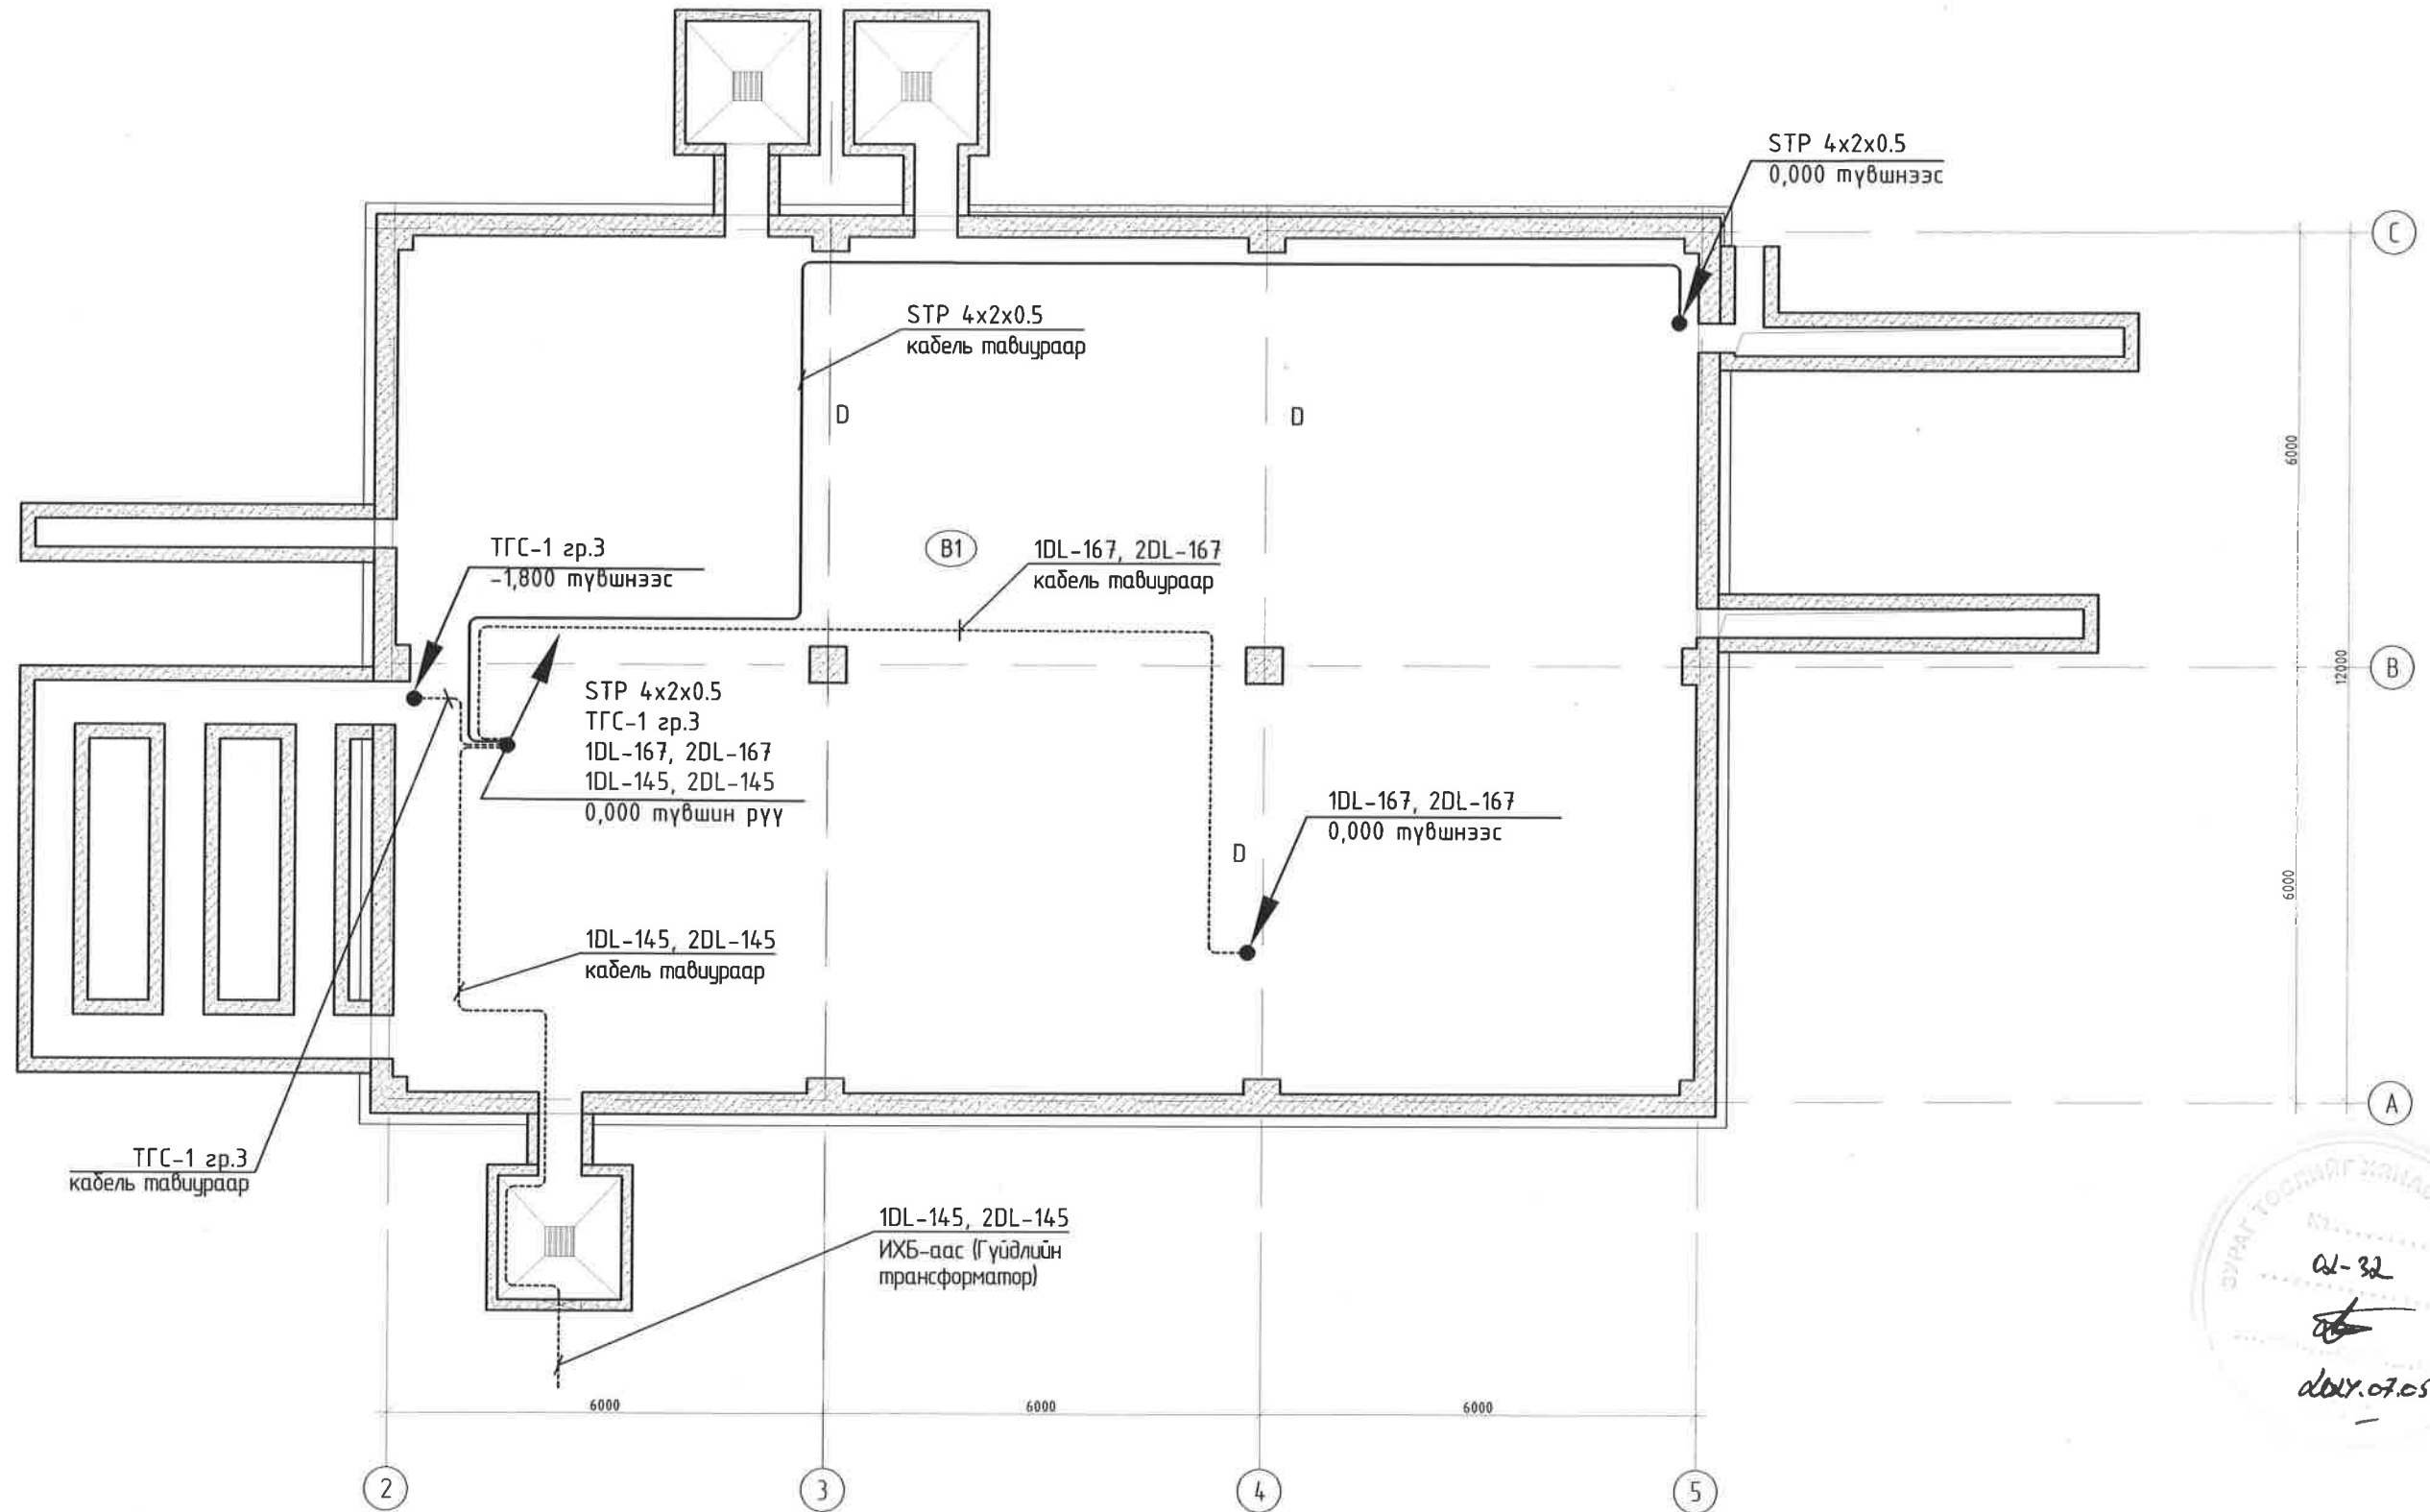 STP 4x2x0.5
0,000 түвшнээс
C
STP 4x2x0.5
кабель тавиураар
D
D
6000
ТГС-1 гр.3
-1,800 түвшнээс
B1
1DL-167, 2DL-167
кабель тавиураар
STP 4x2x0.5
ТГС-1 гр.3
1DL-167, 2DL-167
1DL-145, 2DL-145
0,000 түвшин рүү
12000
B
1DL-167, 2DL-167
0,000 түвшнээс
D
6000
1DL-145, 2DL-145
кабель тавиураар
A
ТГС-1 гр.3
кабель тавиураар
1DL-145, 2DL-145
ИХБ-аас (Гүйдлийн
трансформатор)
ЗУРАГ ТӨСЛИЙГ
№
6000
6000
6000
2
3
4
5